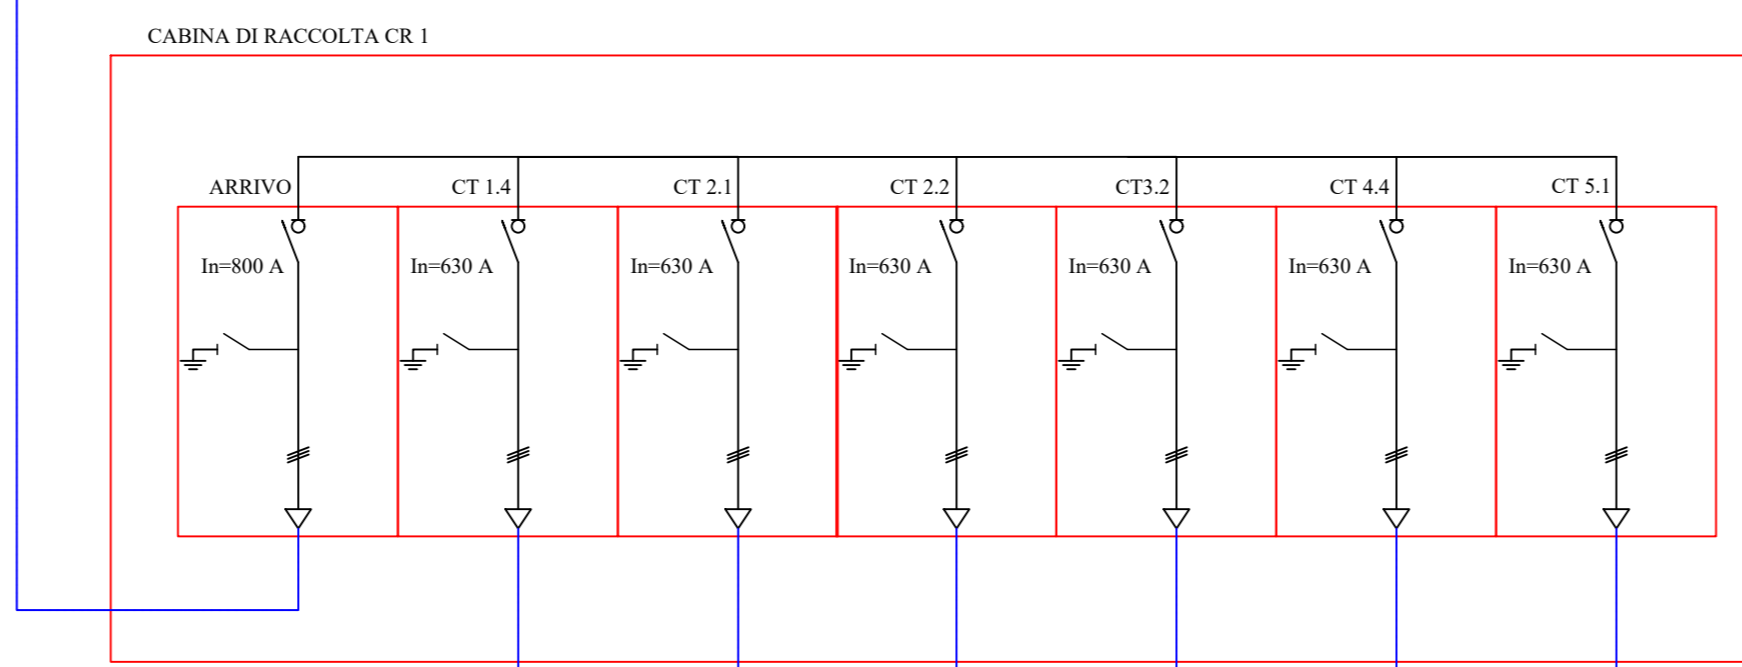 CABINA DI RACCOLTA CR 1
ARRIVO
CT 1.4
CT 2.1
CT 2.2
CT3.2
CT 4.4
CT 5.1
In=800 A
In=630 A
In=630 A
In=630 A
In=630 A
In=630 A
In=630 A